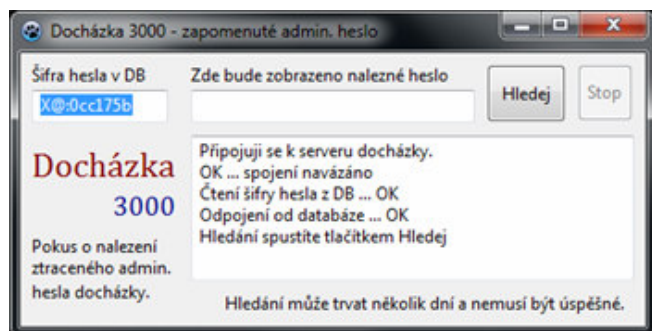 Docházka 3000 - zapomenuté admin. heslo
Šifra hesla v DB
Zde bude zobrazeno nalezné heslo
X@:0cc175b
Hledej
Stop
Docházka
3000
Pokus o nalezení
ztraceného admin.
hesla docházky.
Připojuji se k serveru docházky.
OK ... spojení navázáno
Čtení šifry hesla z DB ... OK
Odpojení od databáze ... OK
Hledání spustíte tlačítkem Hledej
Hledání může trvat několik dní a nemusí být úspěšné.